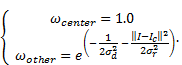 {ω_center = 1.0
ω_other = e^(-1/(2σ_d^2) - ‖I-I_c‖^2/(2σ_r^2)).